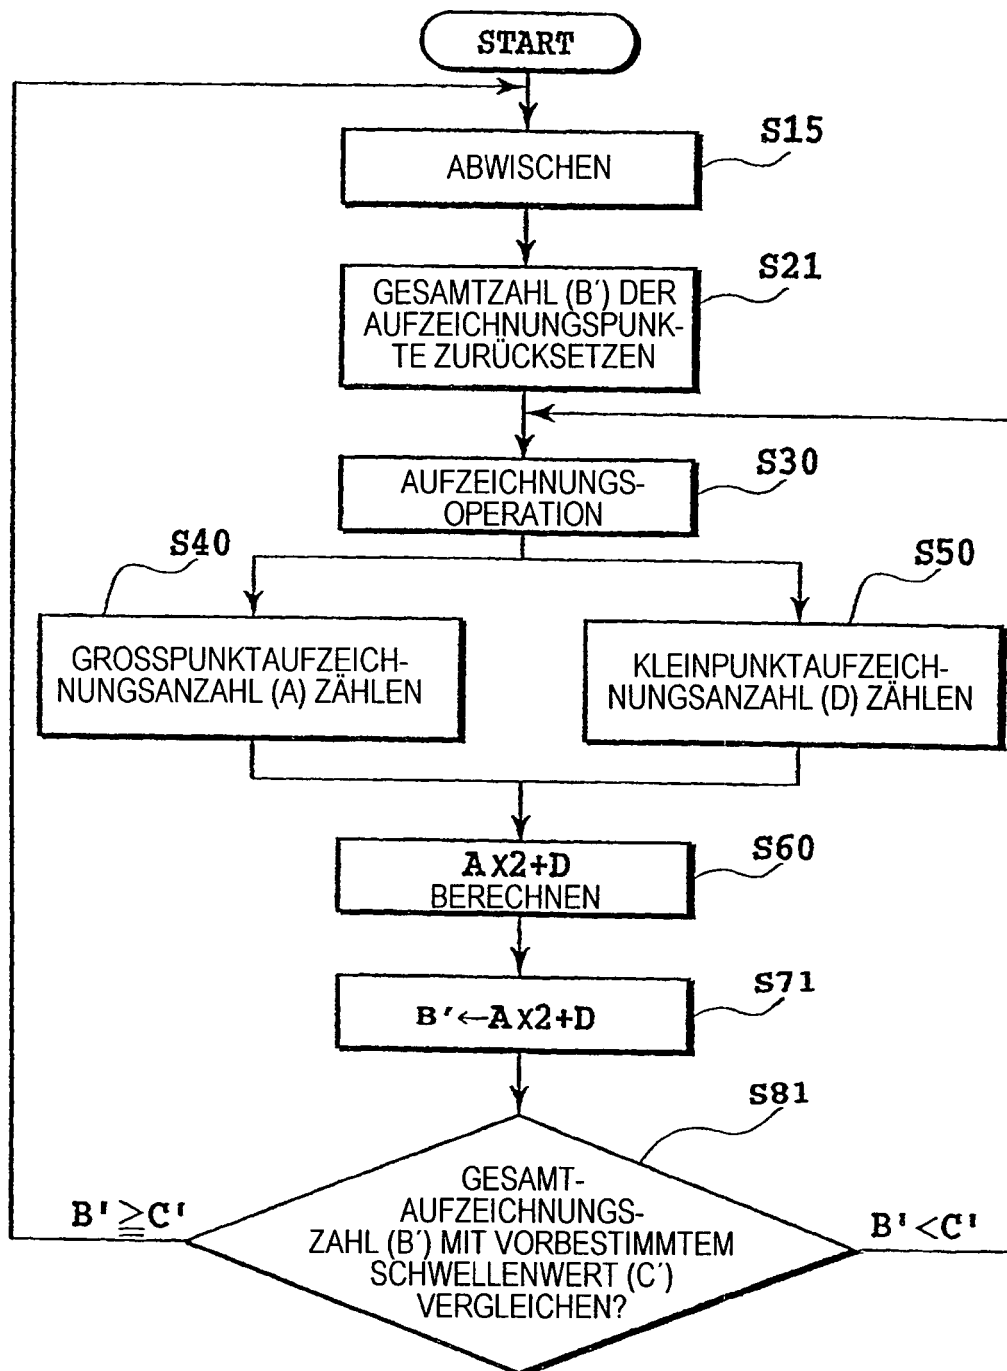 START
S15
ABWISCHEN
S21
GESAMTZAHL (B´) DER
AUFZEICHNUNGSPUNK-
TE ZURÜCKSETZEN
S30
AUFZEICHNUNGS-
OPERATION
S40
S50
GROSSPUNKTAUFZEICH-
NUNGSANZAHL (A) ZÄHLEN
KLEINPUNKTAUFZEICH-
NUNGSANZAHL (D) ZÄHLEN
S60
A X2+D
BERECHNEN
S71
B'←AX2+D
S81
GESAMT-
AUFZEICHNUNGS-
ZAHL (B´) MIT VORBESTIMMTEM
SCHWELLENWERT (C´)
VERGLEICHEN?
B'≧C'
B'<C'